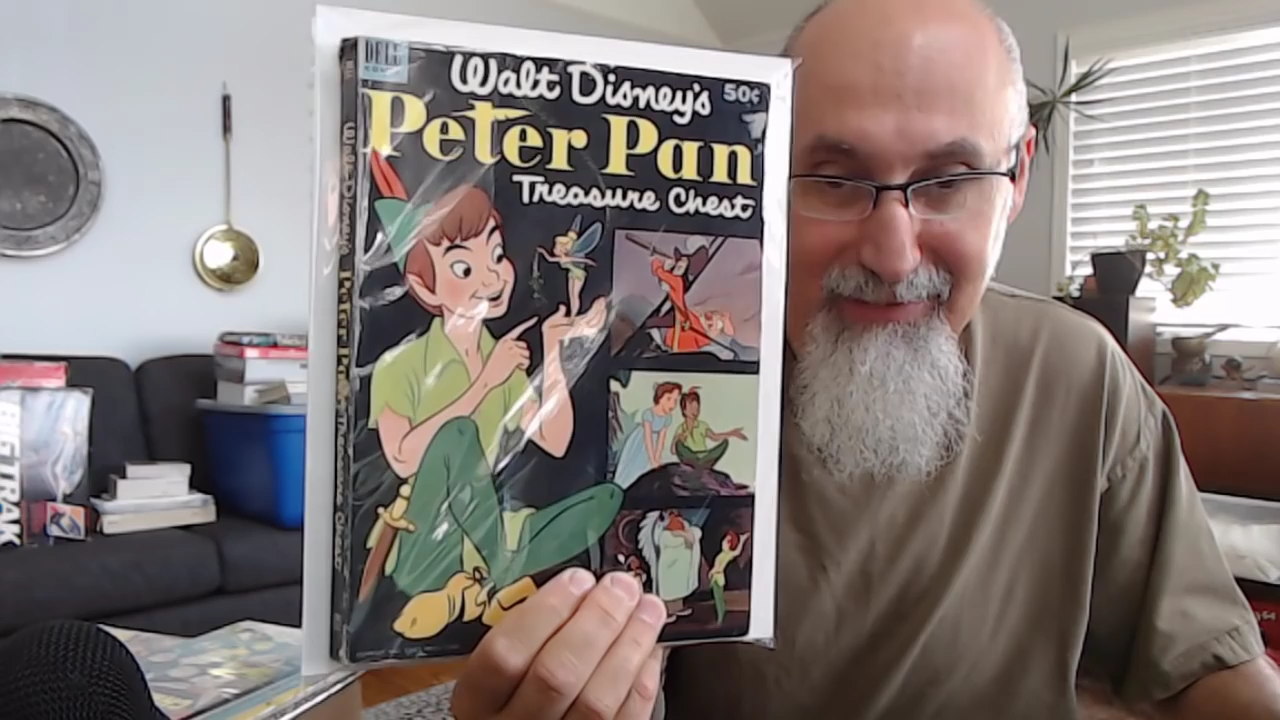 DELL
Walt Disney's
50¢
Peter Pan
Treasure Chest
Walt Disney's Peter Pan Treasure Chest
BIGTRAK